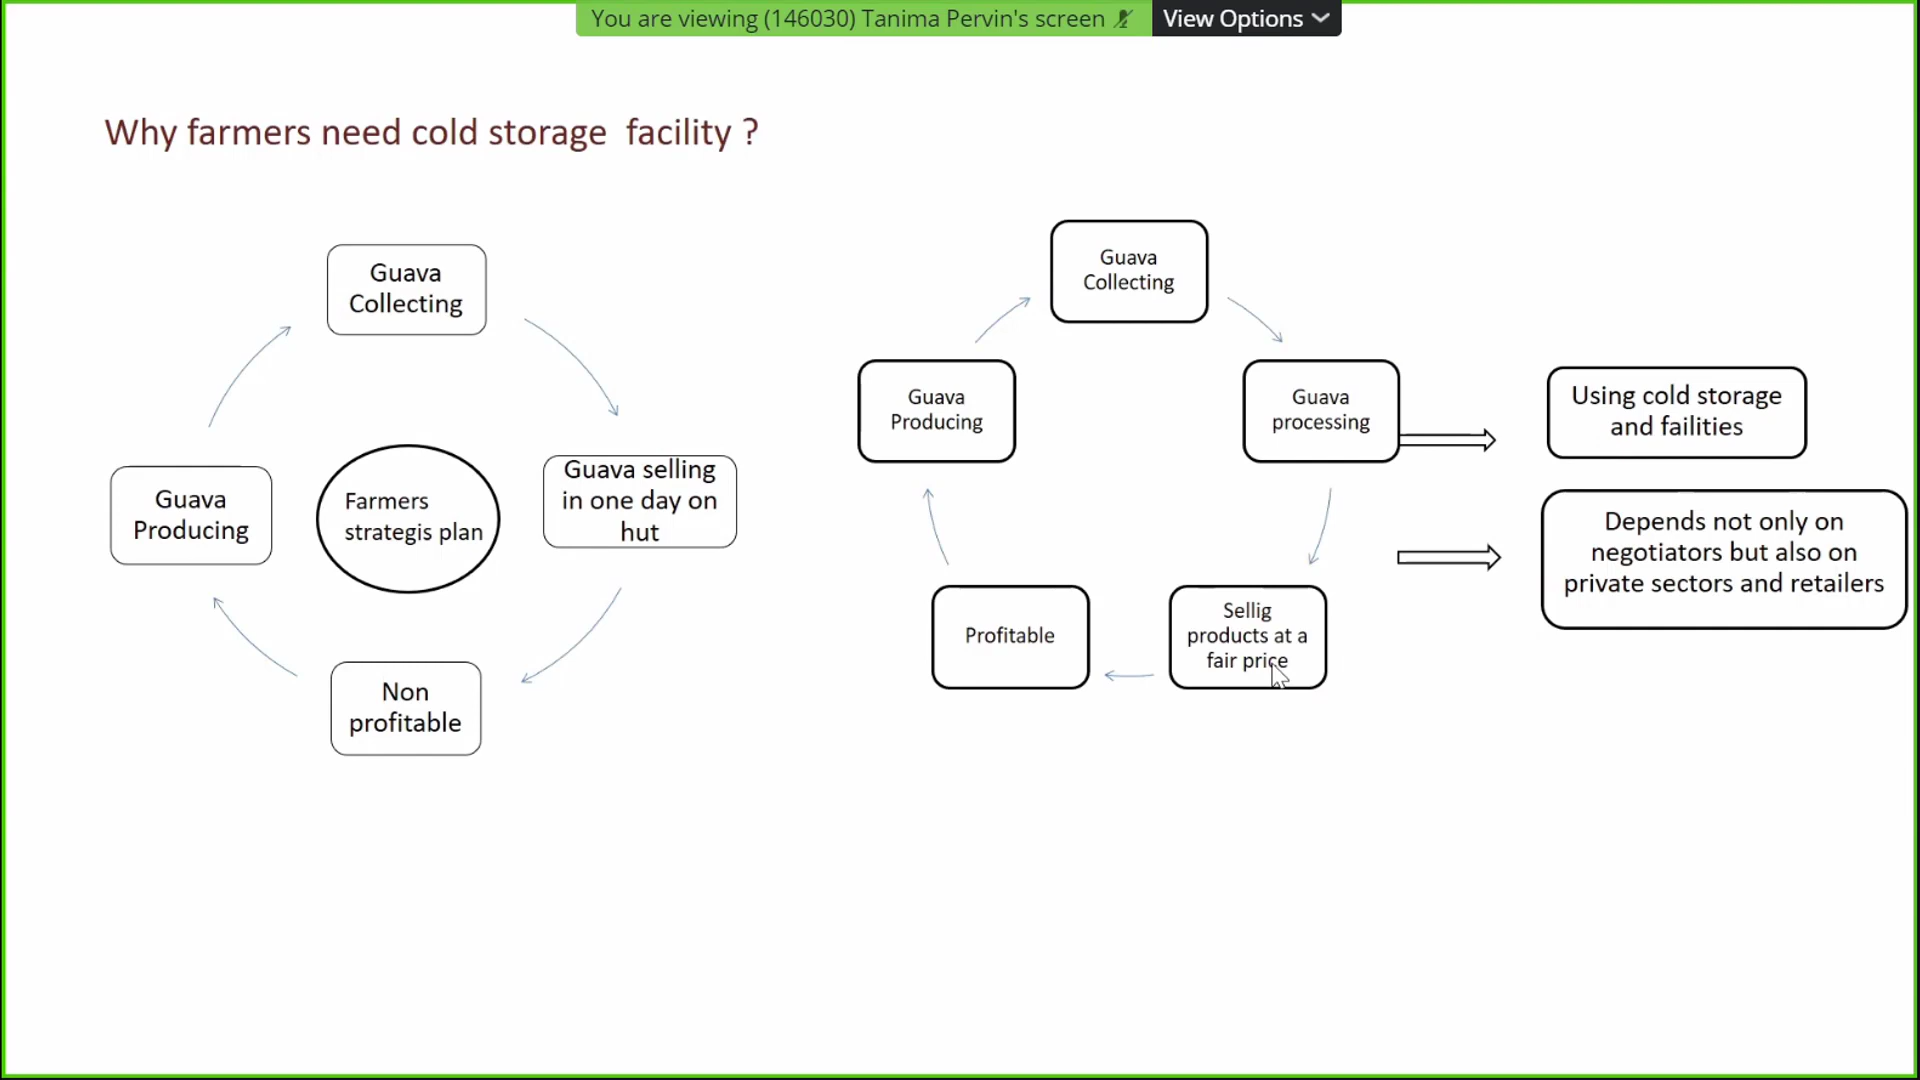 You are viewing (146030) Tanima Pervin's screen
View Options
Why farmers need cold storage facility ?
Guava
Collecting
Guava selling
in one day on
hut
Non
profitable
Guava
Producing
Farmers
strategis plan
Guava
Collecting
Guava
processing
Sellig
products at a
fair price
Profitable
Guava
Producing
Using cold storage
and failities
Depends not only on
negotiators but also on
private sectors and retailers